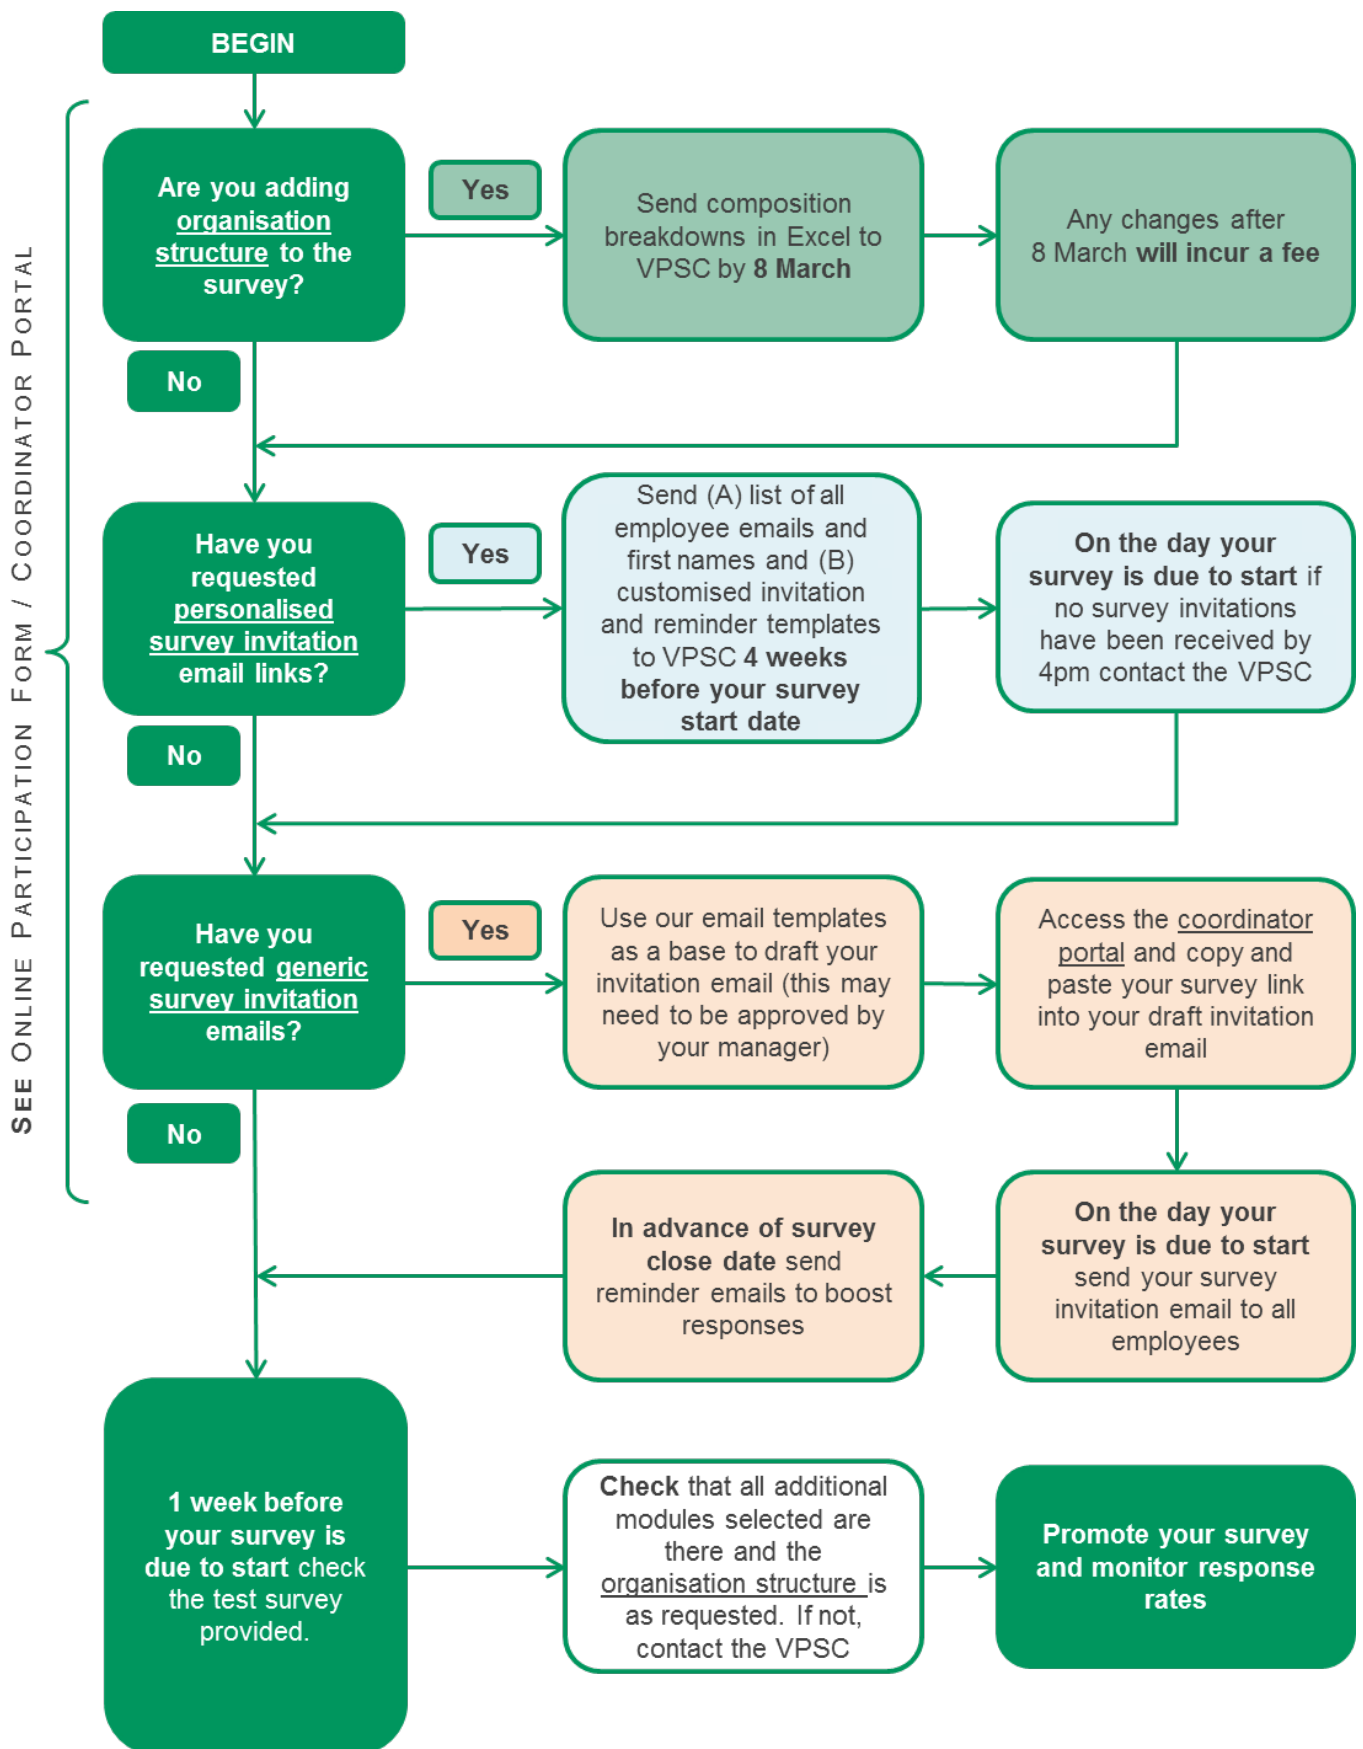 BEGIN
SEE ONLINE PARTICIPATION FORM / COORDINATOR PORTAL
Are you adding
organisation
structure to the
survey?
Yes
Send composition
breakdowns in Excel to
VPSC by 8 March
Any changes after
8 March will incur a fee
No
Have you
requested
personalised
survey invitation
email links?
Yes
Send (A) list of all
employee emails and
first names and (B)
customised invitation
and reminder templates
to VPSC 4 weeks
before your survey
start date
On the day your
survey is due to start if
no survey invitations
have been received by
4pm contact the VPSC
No
Have you
requested generic
survey invitation
emails?
Yes
Use our email templates
as a base to draft your
invitation email (this may
need to be approved by
your manager)
Access the coordinator
portal and copy and
paste your survey link
into your draft invitation
email
No
On the day your
survey is due to start
send your survey
invitation email to all
employees
In advance of survey
close date send
reminder emails to boost
responses
1 week before
your survey is
due to start check
the test survey
provided.
Check that all additional
modules selected are
there and the
organisation structure is
as requested. If not,
contact the VPSC
Promote your survey
and monitor response
rates